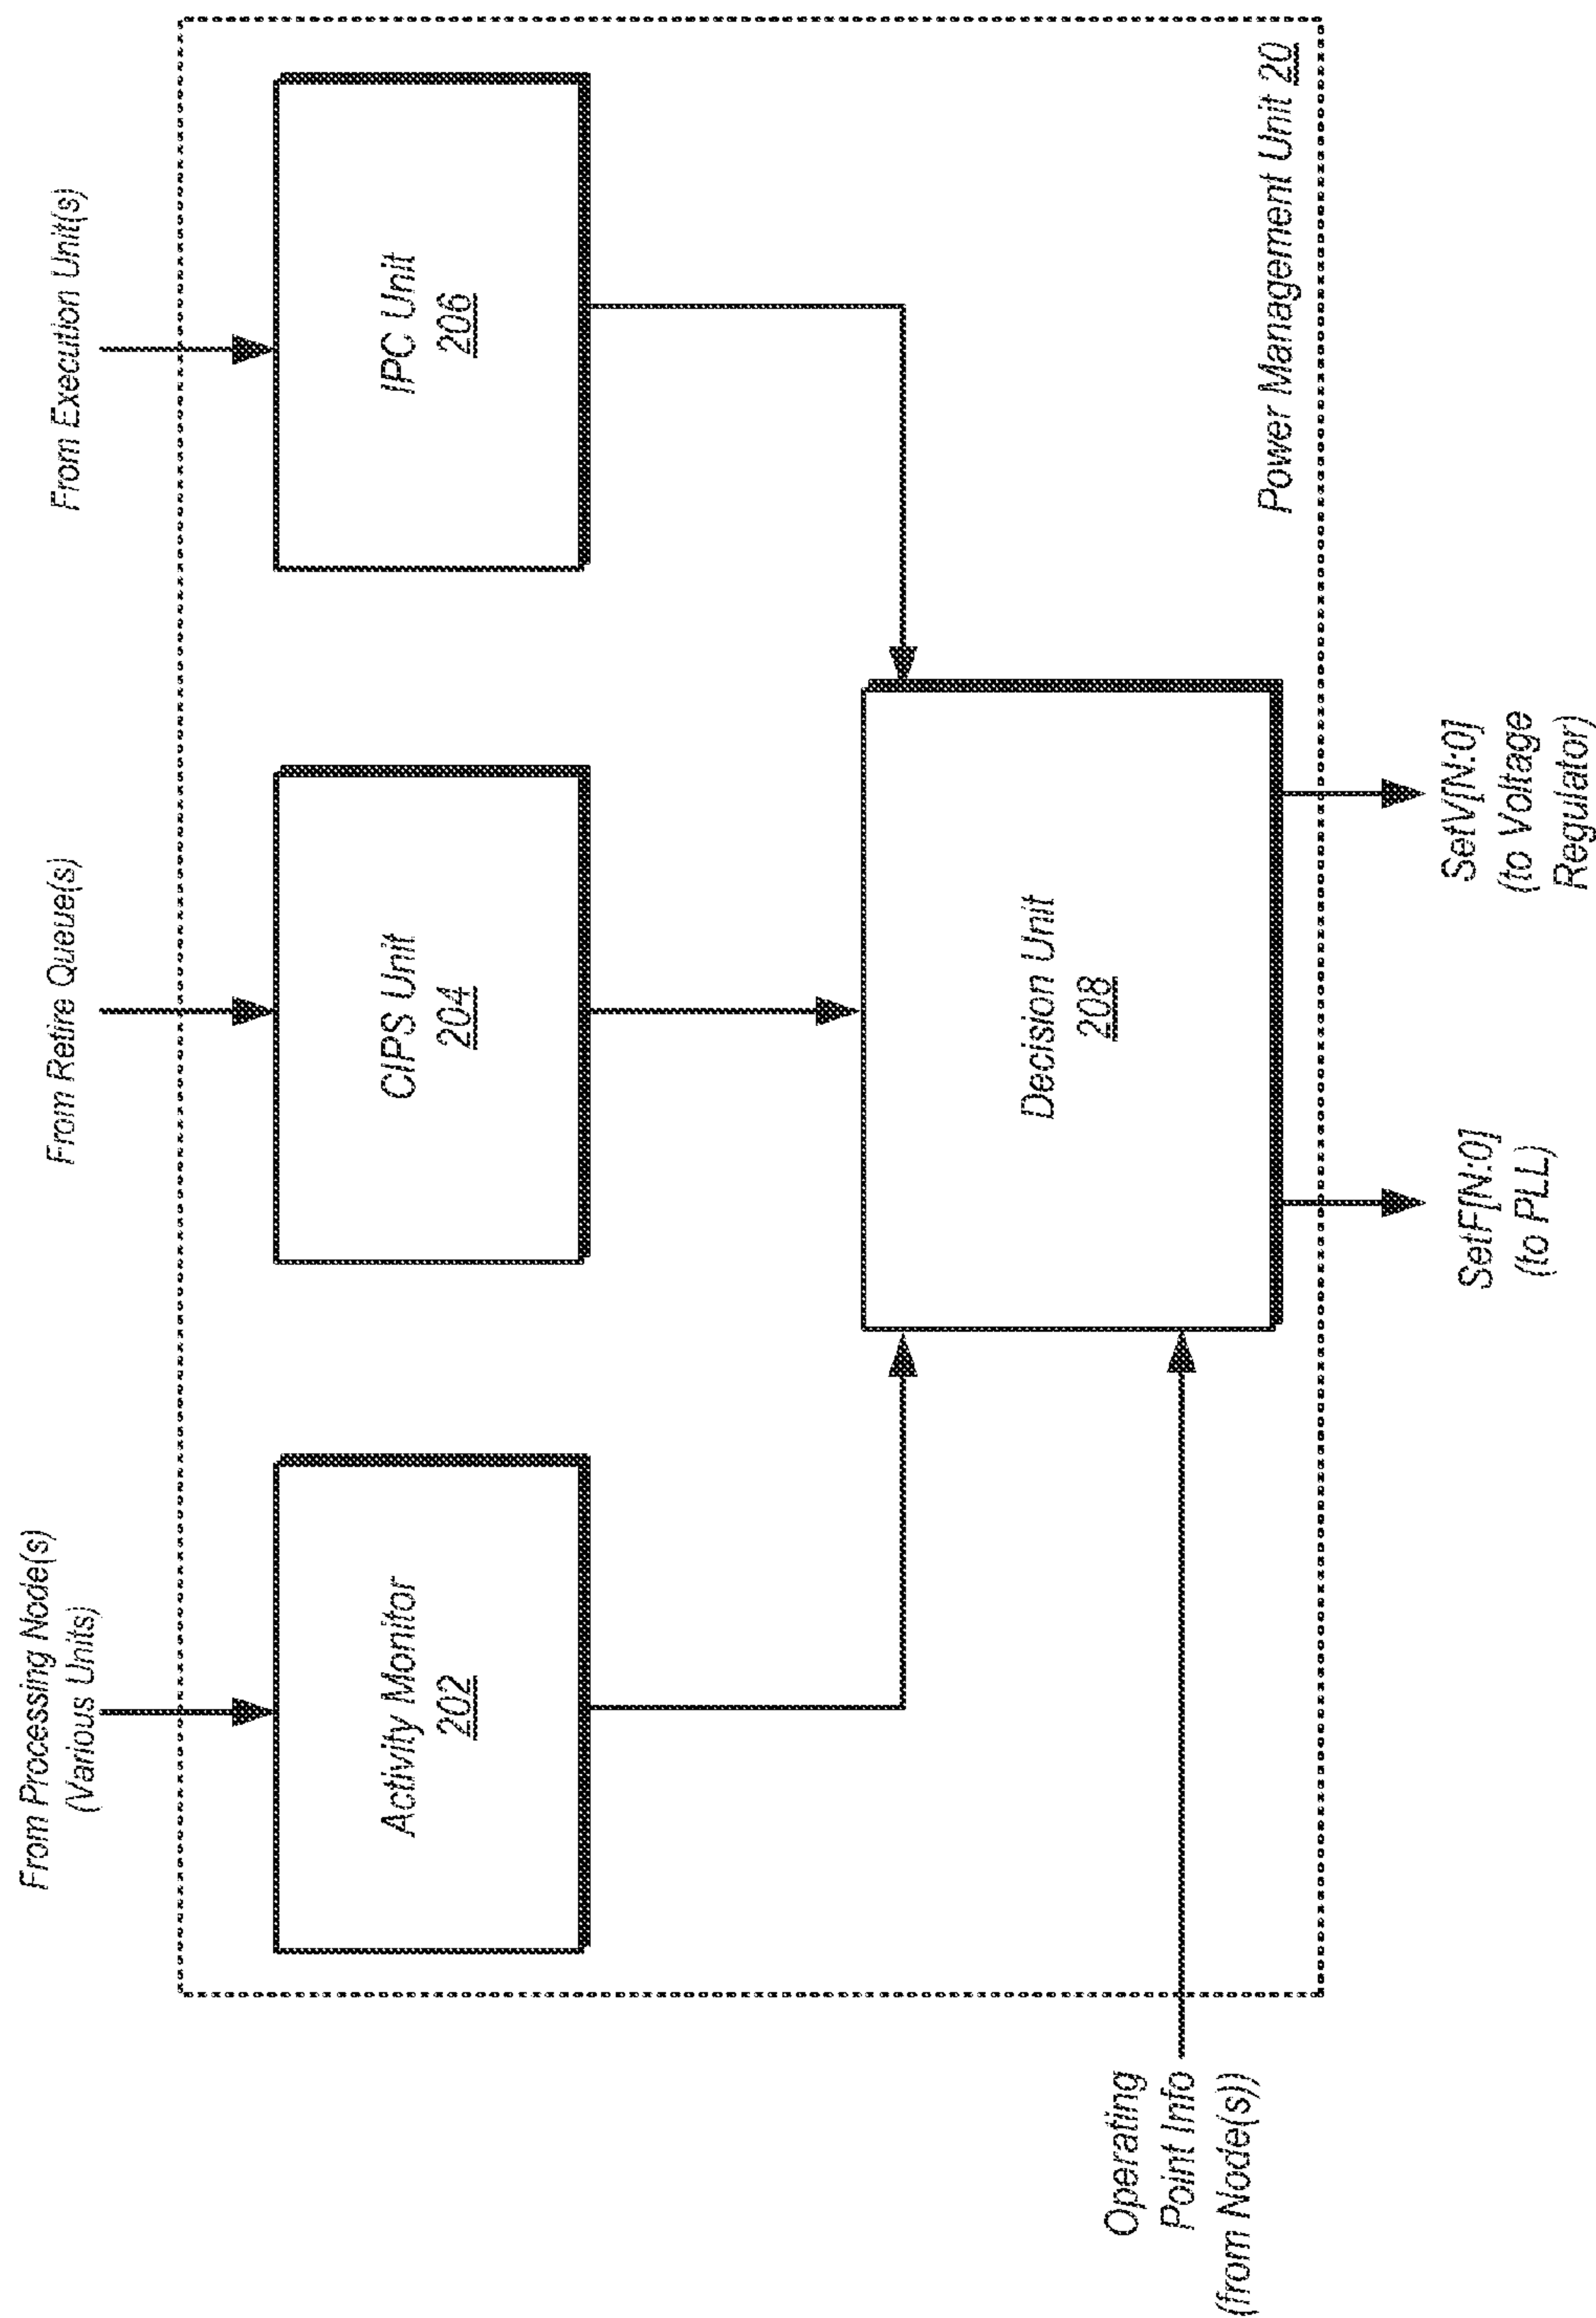 From Processing Node(s)
(Various Units)
From Retire Queue(s)
From Execution Unit(s)
Activity Monitor
202
CIPS Unit
204
IPC Unit
206
Operating
Point Info
(from Node(s))
Decision Unit
208
Power Management Unit 20
SetF[N:0]
(to PLL)
SetV[N:0]
(to Voltage
Regulator)